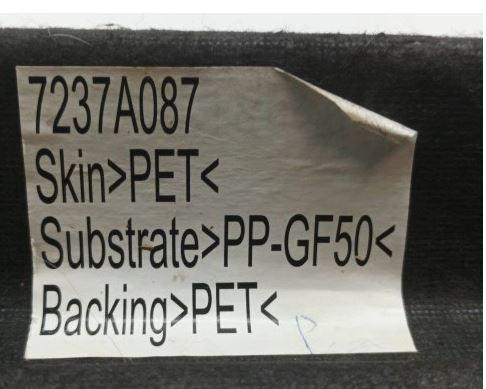 7237A087
Skin>PET<
Substrate>PP-GF50<
Backing>PET<